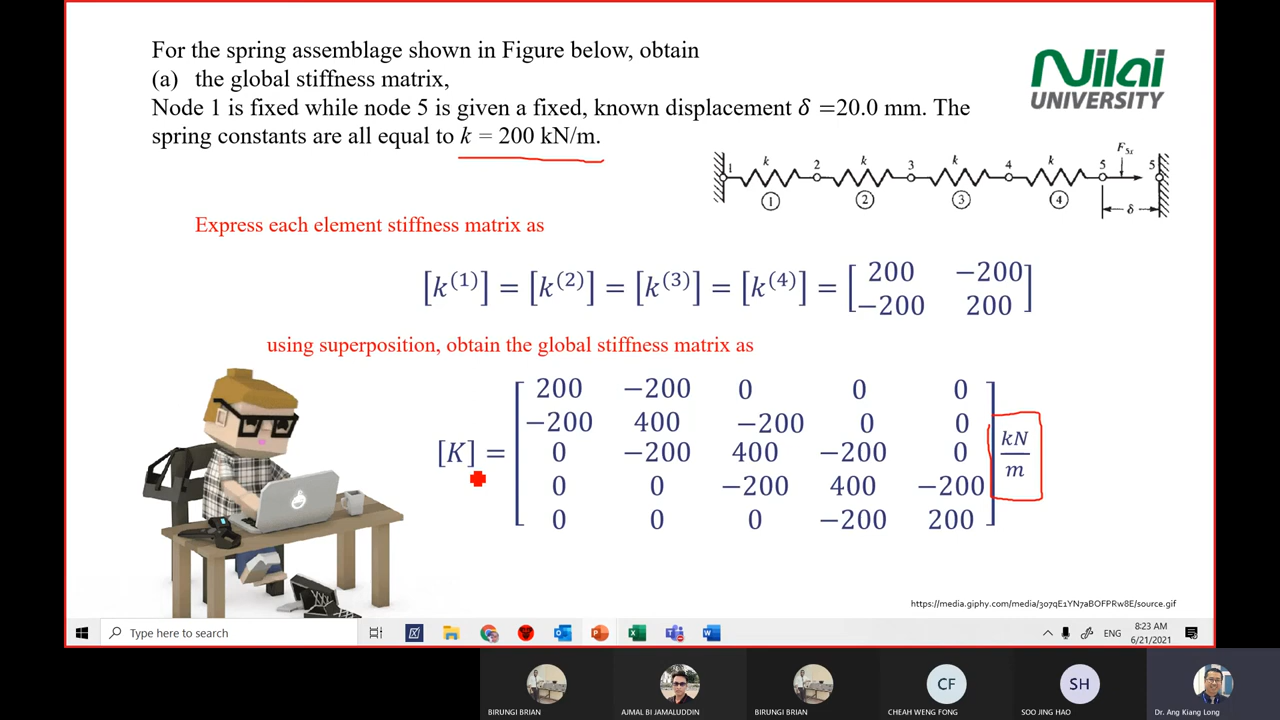 For the spring assemblage shown in Figure below, obtain
(a) the global stiffness matrix,
Node 1 is fixed while node 5 is given a fixed, known displacement δ =20.0 mm. The
spring constants are all equal to k = 200 kN/m.
Nilai
UNIVERSITY
1 k 2 k 3 k 4 k 5 F5x 5
1 2 3 4 δ
Express each element stiffness matrix as
[k(1)] = [k(2)] = [k(3)] = [k(4)] = [200 −200
−200 200]
using superposition, obtain the global stiffness matrix as
200 −200 0 0 0
−200 400 −200 0 0
[K] = 0 −200 400 −200 0 kN/m
0 0 −200 400 −200
0 0 0 −200 200
https://media.giphy.com/media/3o7qE1YN7aBOFPRw8E/source.gif
Type here to search
ENG
8:23 AM
6/21/2021
BIRUNGI BRIAN
AJMAL BI JAMALUDDIN
BIRUNGI BRIAN
CF
CHEAH WENG FONG
SH
SOO JING HAO
Dr. Ang Kiang Long